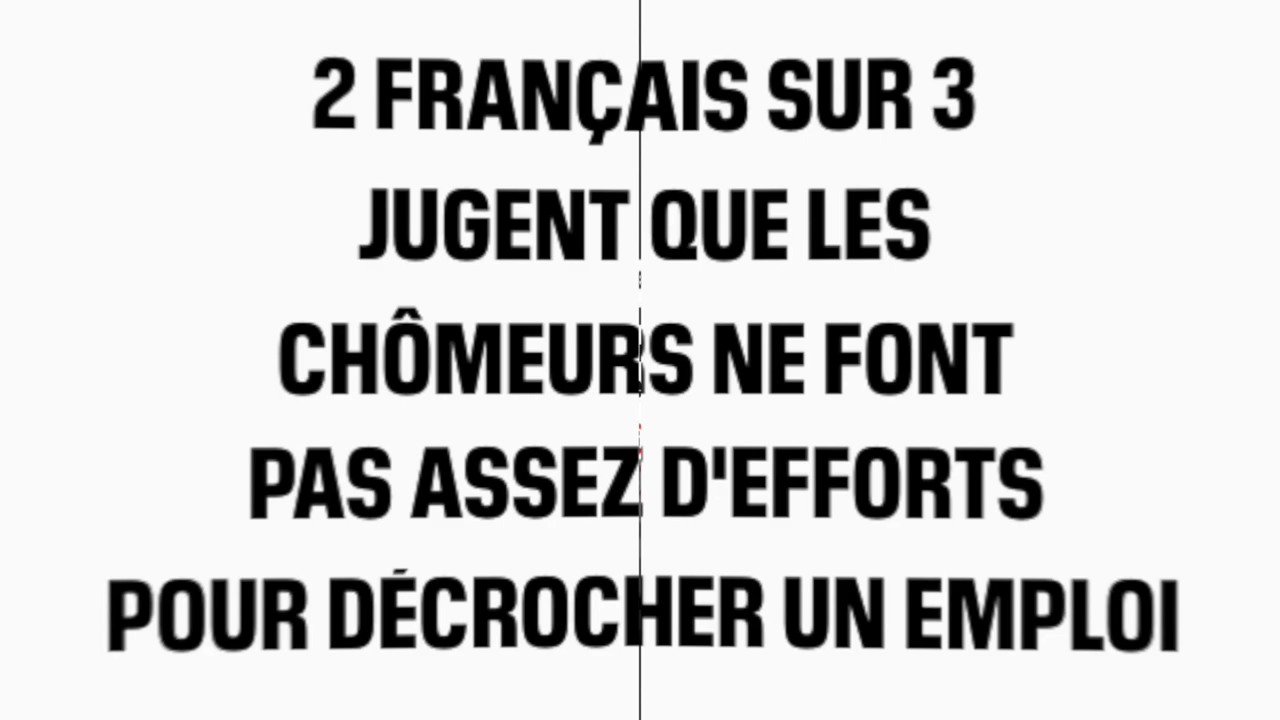 2 FRANÇAIS SUR 3
JUGENT QUE LES
CHÔMEURS NE FONT
PAS ASSEZ D'EFFORTS
POUR DÉCROCHER UN EMPLOI